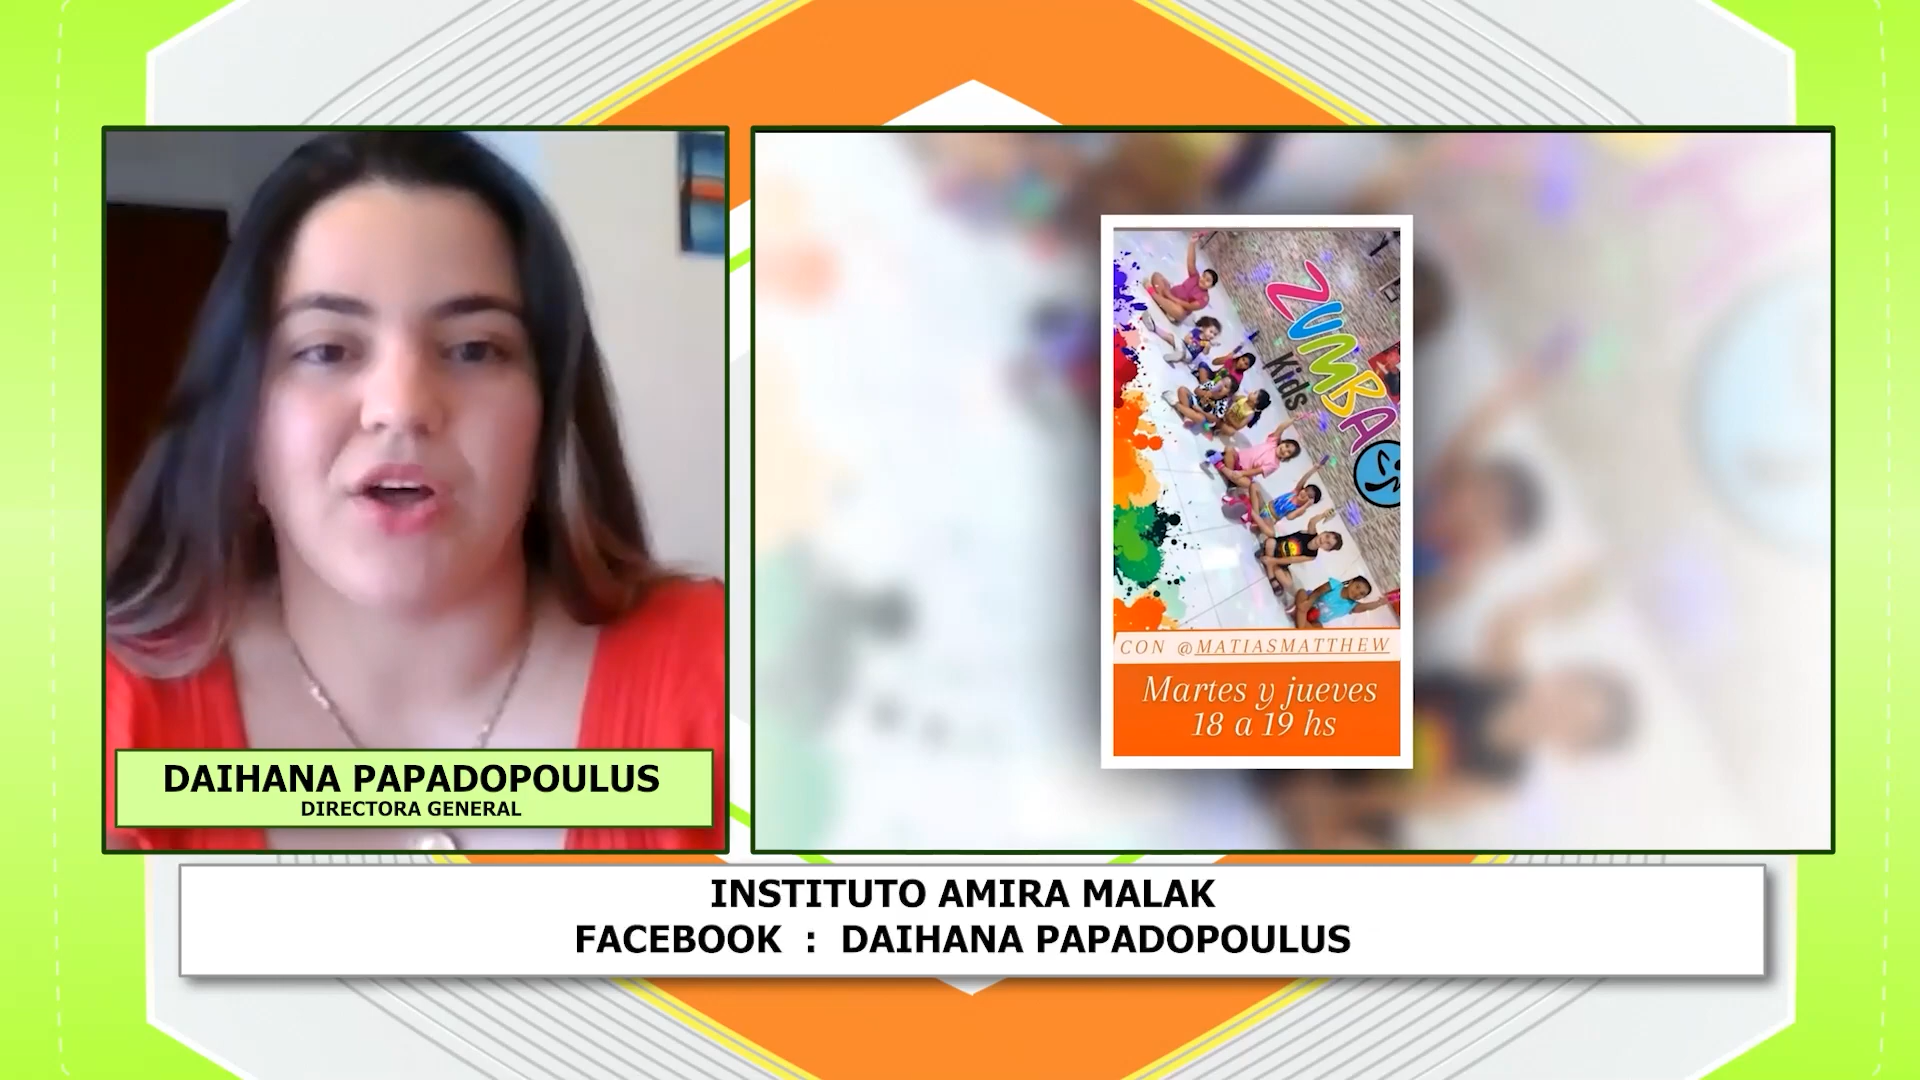 DAIHANA PAPADOPOULUS
DIRECTORA GENERAL
ZUMBA
Kids
CON @MATIASMATTHEW
Martes y jueves
18 a 19 hs
INSTITUTO AMIRA MALAK
FACEBOOK : DAIHANA PAPADOPOULUS